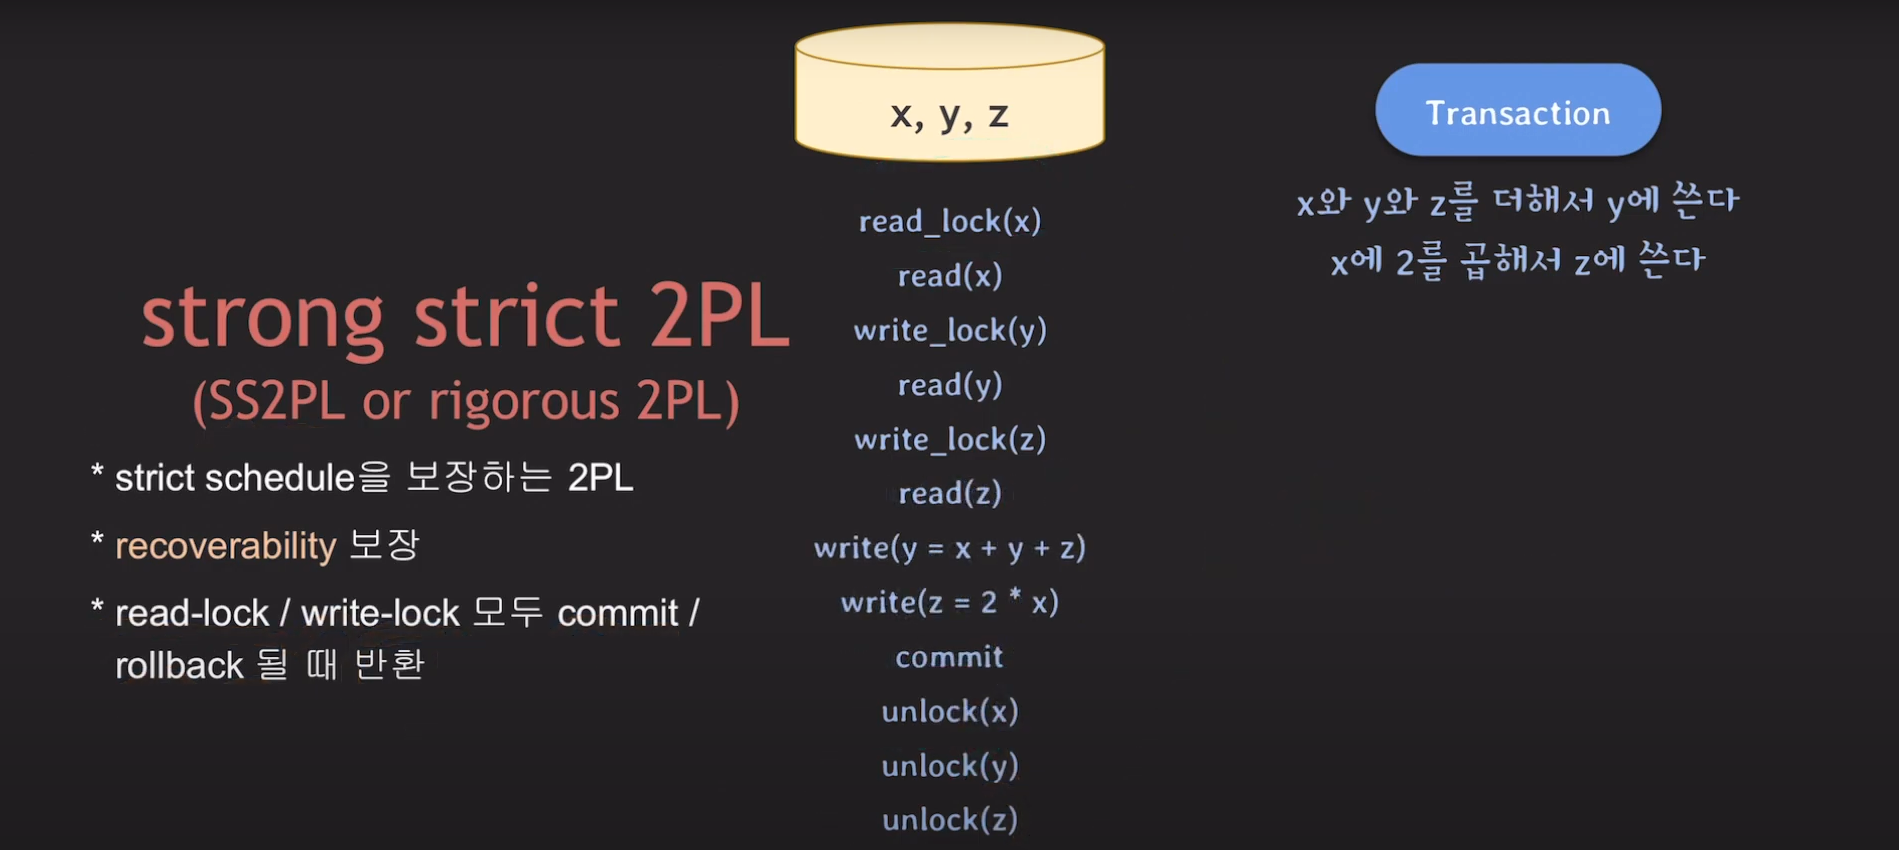 x, y, z
Transaction
x와 y와 z를 더해서 y에 쓴다
x에 2를 곱해서 z에 쓴다
strong strict 2PL
(SS2PL or rigorous 2PL)
* strict schedule을 보장하는 2PL
* recoverability 보장
* read-lock / write-lock 모두 commit /
rollback 될 때 반환
read_lock(x)
read(x)
write_lock(y)
read(y)
write_lock(z)
read(z)
write(y = x + y + z)
write(z = 2 * x)
commit
unlock(x)
unlock(y)
unlock(z)